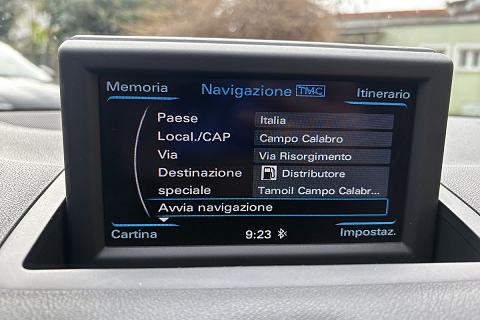 Memoria Navigazione TMC Itinerario
Paese Italia
Local./CAP Campo Calabro
Via Via Risorgimento
Destinazione Distributore
speciale Tamoil Campo Calabr...
Avvia navigazione
Cartina 9:23 Impostaz.